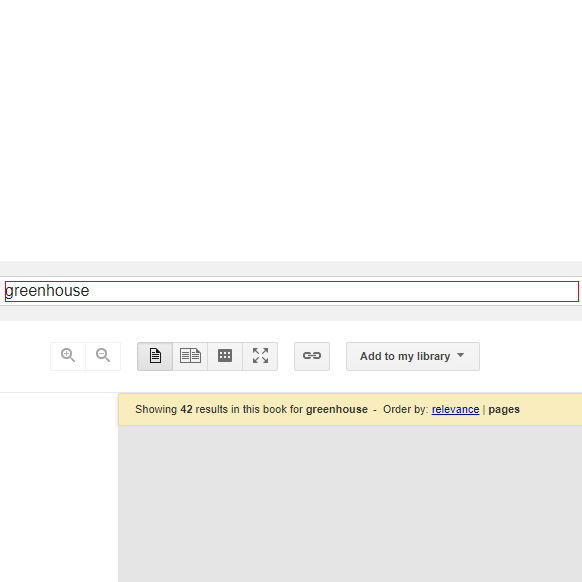 greenhouse
Add to my library
Showing 42 results in this book for greenhouse - Order by: relevance | pages